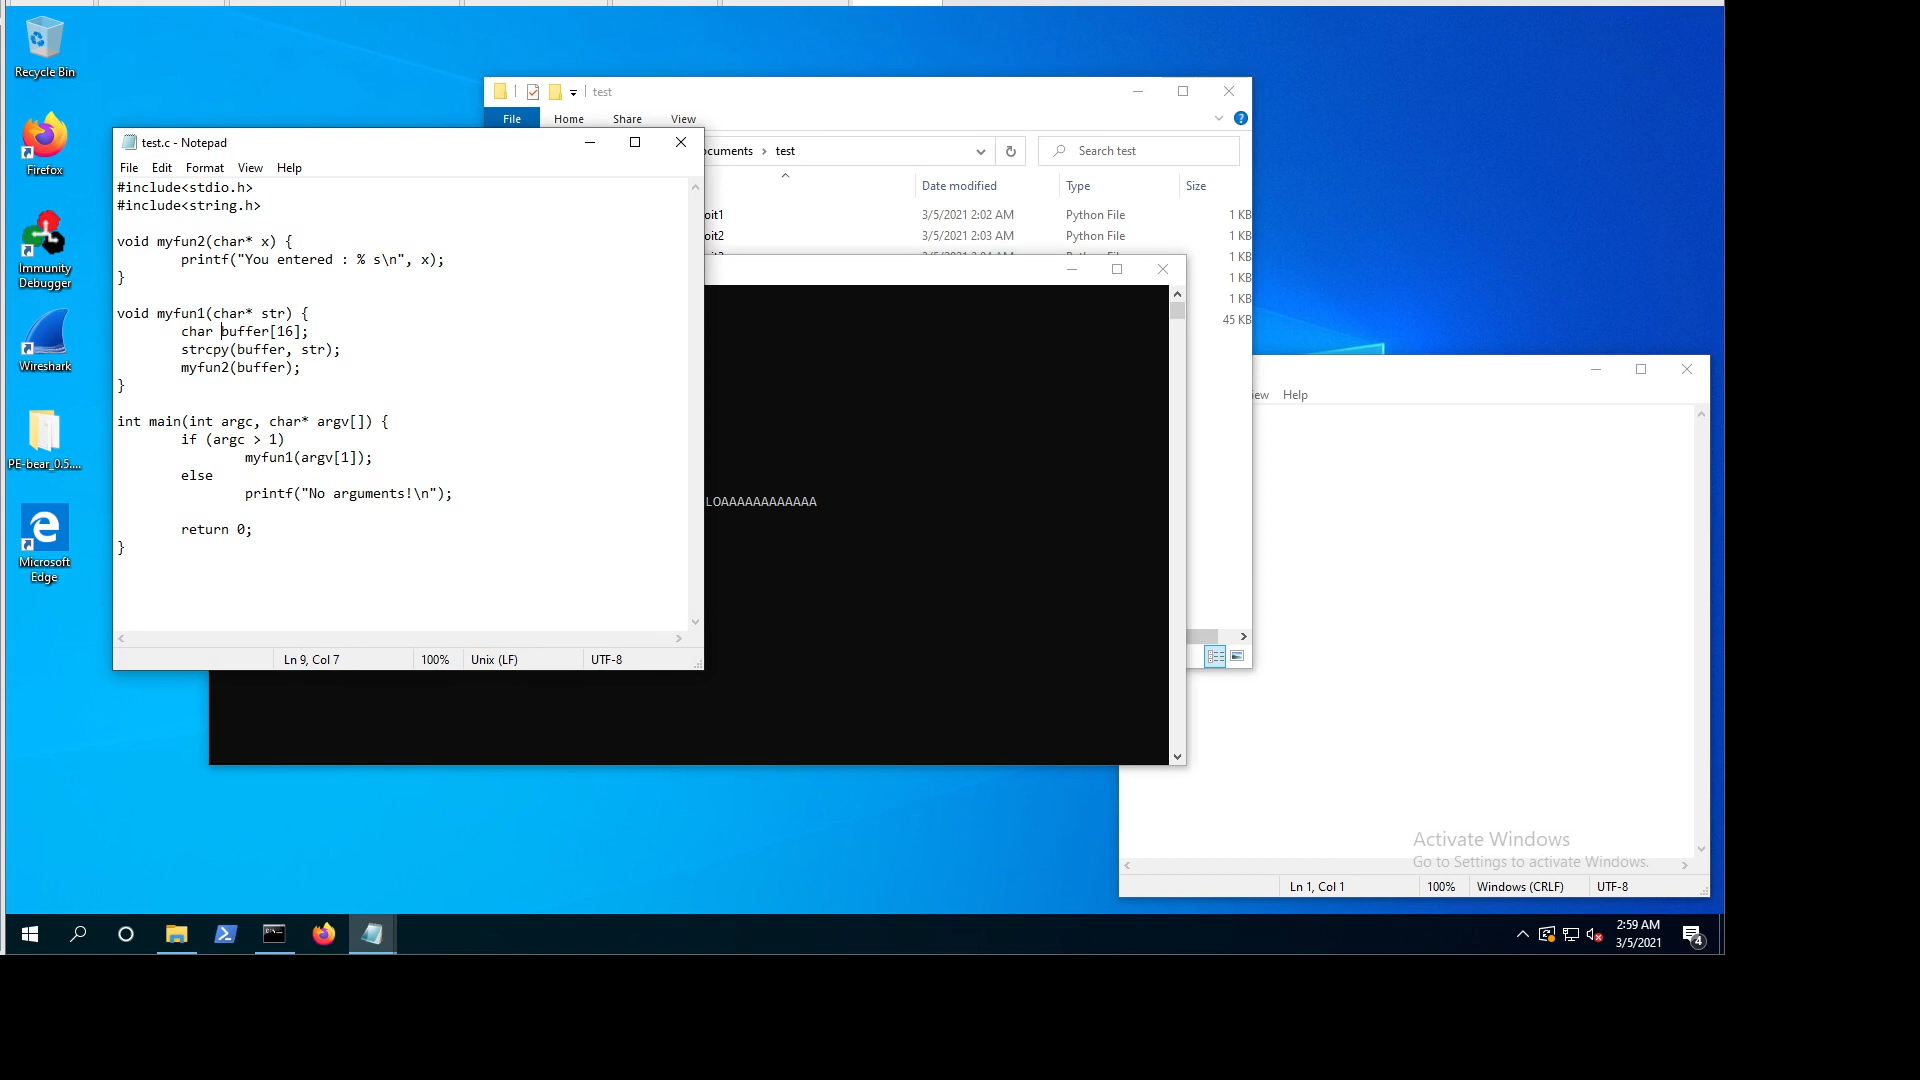 Recycle Bin
Firefox
Immunity
Debugger
Wireshark
PE-bear_0.5....
Microsoft
Edge
test
File Home Share View
ocuments > test
Search test
Date modified Type Size
oit1 3/5/2021 2:02 AM Python File 1 KB
oit2 3/5/2021 2:03 AM Python File 1 KB
1 KB
1 KB
1 KB
45 KB
test.c - Notepad
File Edit Format View Help
#include<stdio.h>
#include<string.h>
void myfun2(char* x) {
printf("You entered : % s\n", x);
}
void myfun1(char* str) {
char buffer[16];
strcpy(buffer, str);
myfun2(buffer);
}
int main(int argc, char* argv[]) {
if (argc > 1)
myfun1(argv[1]);
else
printf("No arguments!\n");
return 0;
}
Ln 9, Col 7 100% Unix (LF) UTF-8
LOAAAAAAAAAAAA
iew Help
Activate Windows
Go to Settings to activate Windows.
Ln 1, Col 1 100% Windows (CRLF) UTF-8
2:59 AM
3/5/2021
4